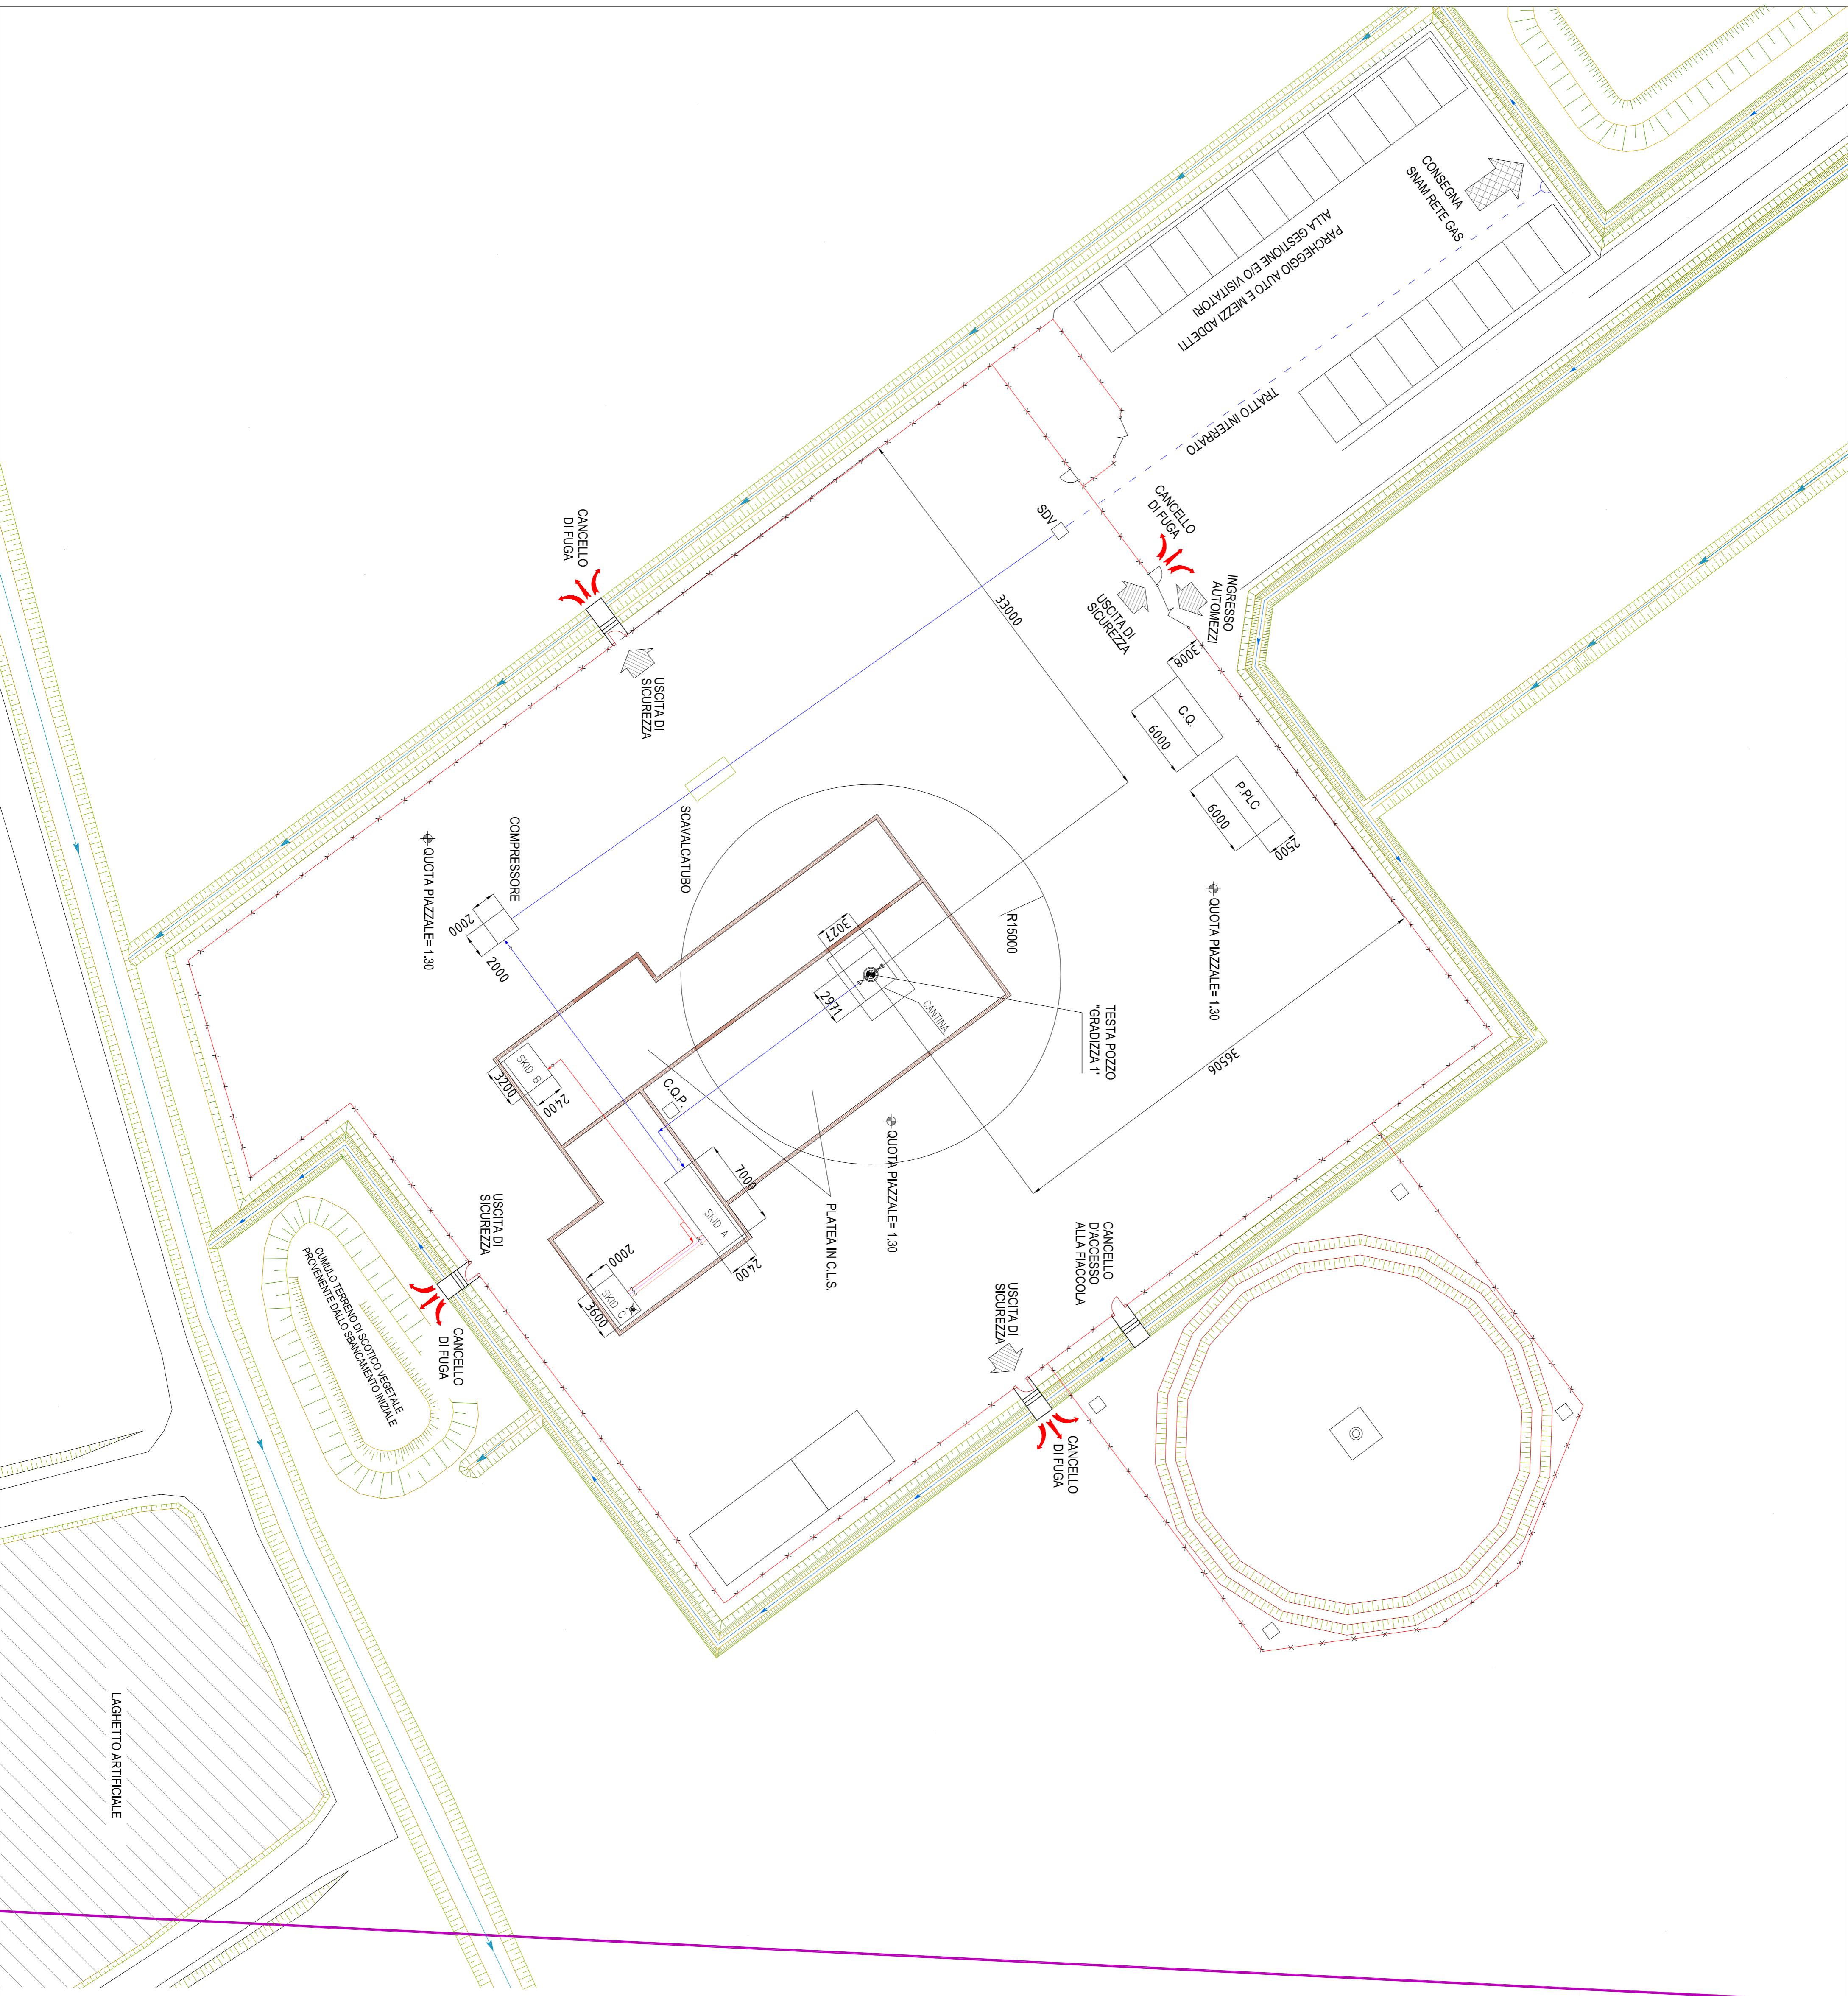 CONSEGNA
SNAM RETE GAS
PARCHEGGIO AUTO E MEZZI ADDETTI
ALLA GESTIONE E/O VISITATORI
TRATTO INTERRATO
SDV
CANCELLO
DI FUGA
INGRESSO
AUTOMEZZI
USCITA DI
SICUREZZA
3008
C.Q.
6000
P.PLC
6000
2500
33000
CANCELLO
DI FUGA
USCITA DI
SICUREZZA
SCAVALCATUBO
COMPRESSORE
2000
2000
QUOTA PIAZZALE= 1.30
QUOTA PIAZZALE= 1.30
R15000
3027
2971
CANTINA
TESTA POZZO
"GRADIZZA 1"
36506
QUOTA PIAZZALE= 1.30
PLATEA IN C.L.S.
C.Q.P.
SKID B
3200
2400
7000
SKID A
2400
2000
SKID C
3600
USCITA DI
SICUREZZA
CANCELLO
DI FUGA
CUMULO TERRENO DI SCOTICO VEGETALE
PROVENENTE DALLO SBANCAMENTO INIZIALE
CANCELLO
D'ACCESSO
ALLA FIACCOLA
USCITA DI
SICUREZZA
CANCELLO
DI FUGA
LAGHETTO ARTIFICIALE